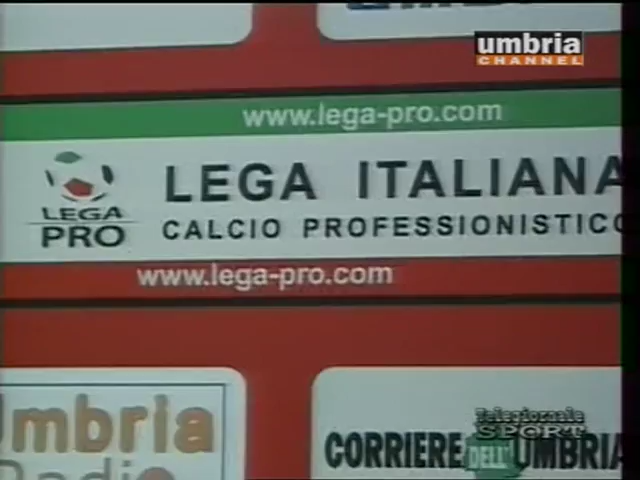 umbria
CHANNEL
www.lega-pro.com
LEGA
PRO
LEGA ITALIANA
CALCIO PROFESSIONISTICO
www.lega-pro.com
Umbria
Radio
Telegiornale
SPORT
CORRIERE DELL'UMBRIA